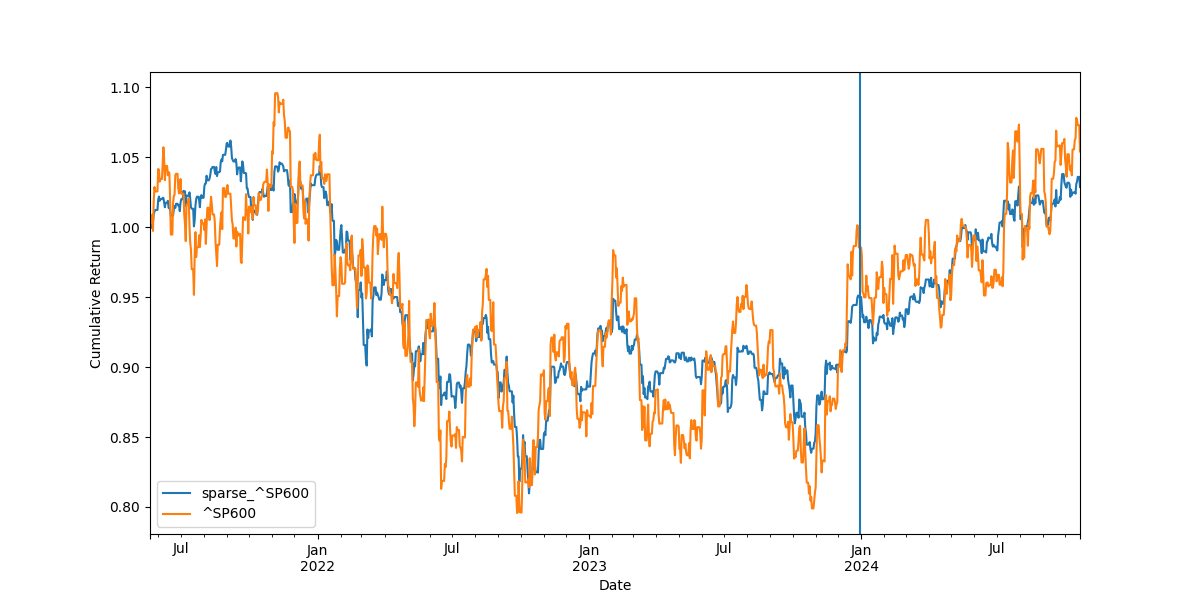 1.10
1.05
1.00
0.95
0.90
0.85
0.80
Cumulative Return
sparse_^SP600
^SP600
Jul
Jan
2022
Jul
Jan
2023
Jul
Jan
2024
Jul
Date